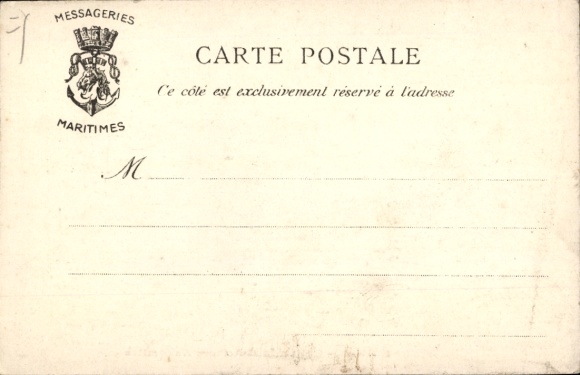 MESSAGERIES
MARITIMES
CARTE POSTALE
Ce côté est exclusivement réservé à l'adresse
M